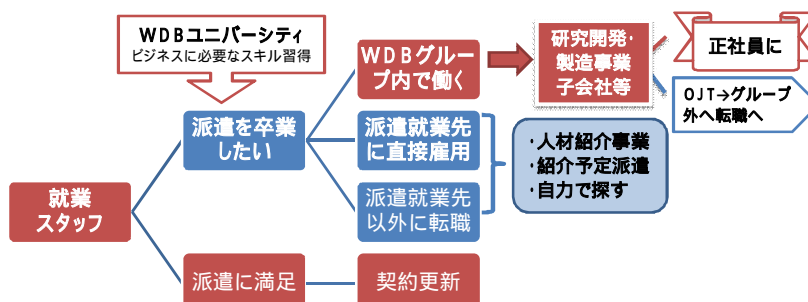 WDBユニバーシティ
ビジネスに必要なスキル習得
WDBグルー
プ内で働く
研究開発・
製造事業
子会社等
正社員に
OJT→グループ
外へ転職へ
派遣を卒業
したい
派遣就業先
に直接雇用
・人材紹介事業
・紹介予定派遣
・自力で探す
就業
スタッフ
派遣就業先
以外に転職
派遣に満足
契約更新